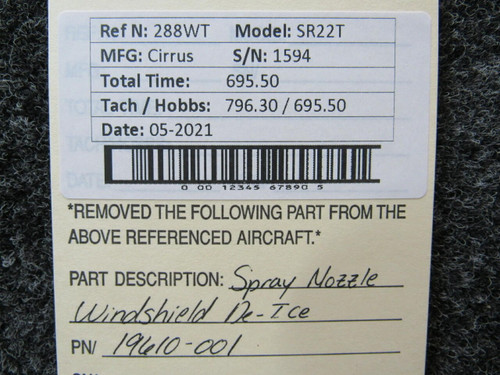 Ref N: 288WT Model: SR22T
MFG: Cirrus S/N: 1594
Total Time: 695.50
Tach / Hobbs: 796.30 / 695.50
Date: 05-2021
0 00 12345 67890 5
*REMOVED THE FOLLOWING PART FROM THE
ABOVE REFERENCED AIRCRAFT.*
PART DESCRIPTION: Spray Nozzle
Windshield De-Ice
PN/ 19610-001